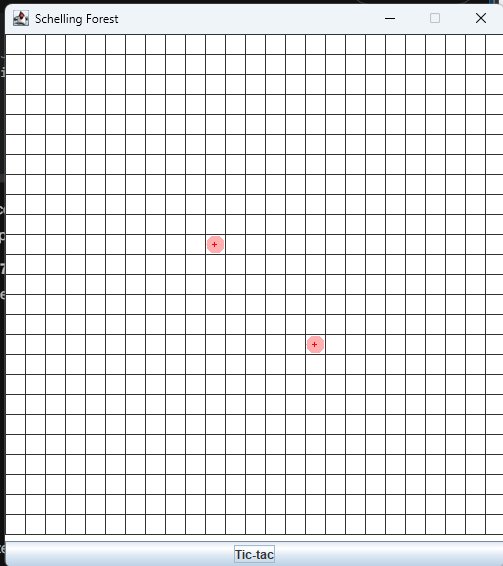 Schelling Forest
+
+
Tic-tac